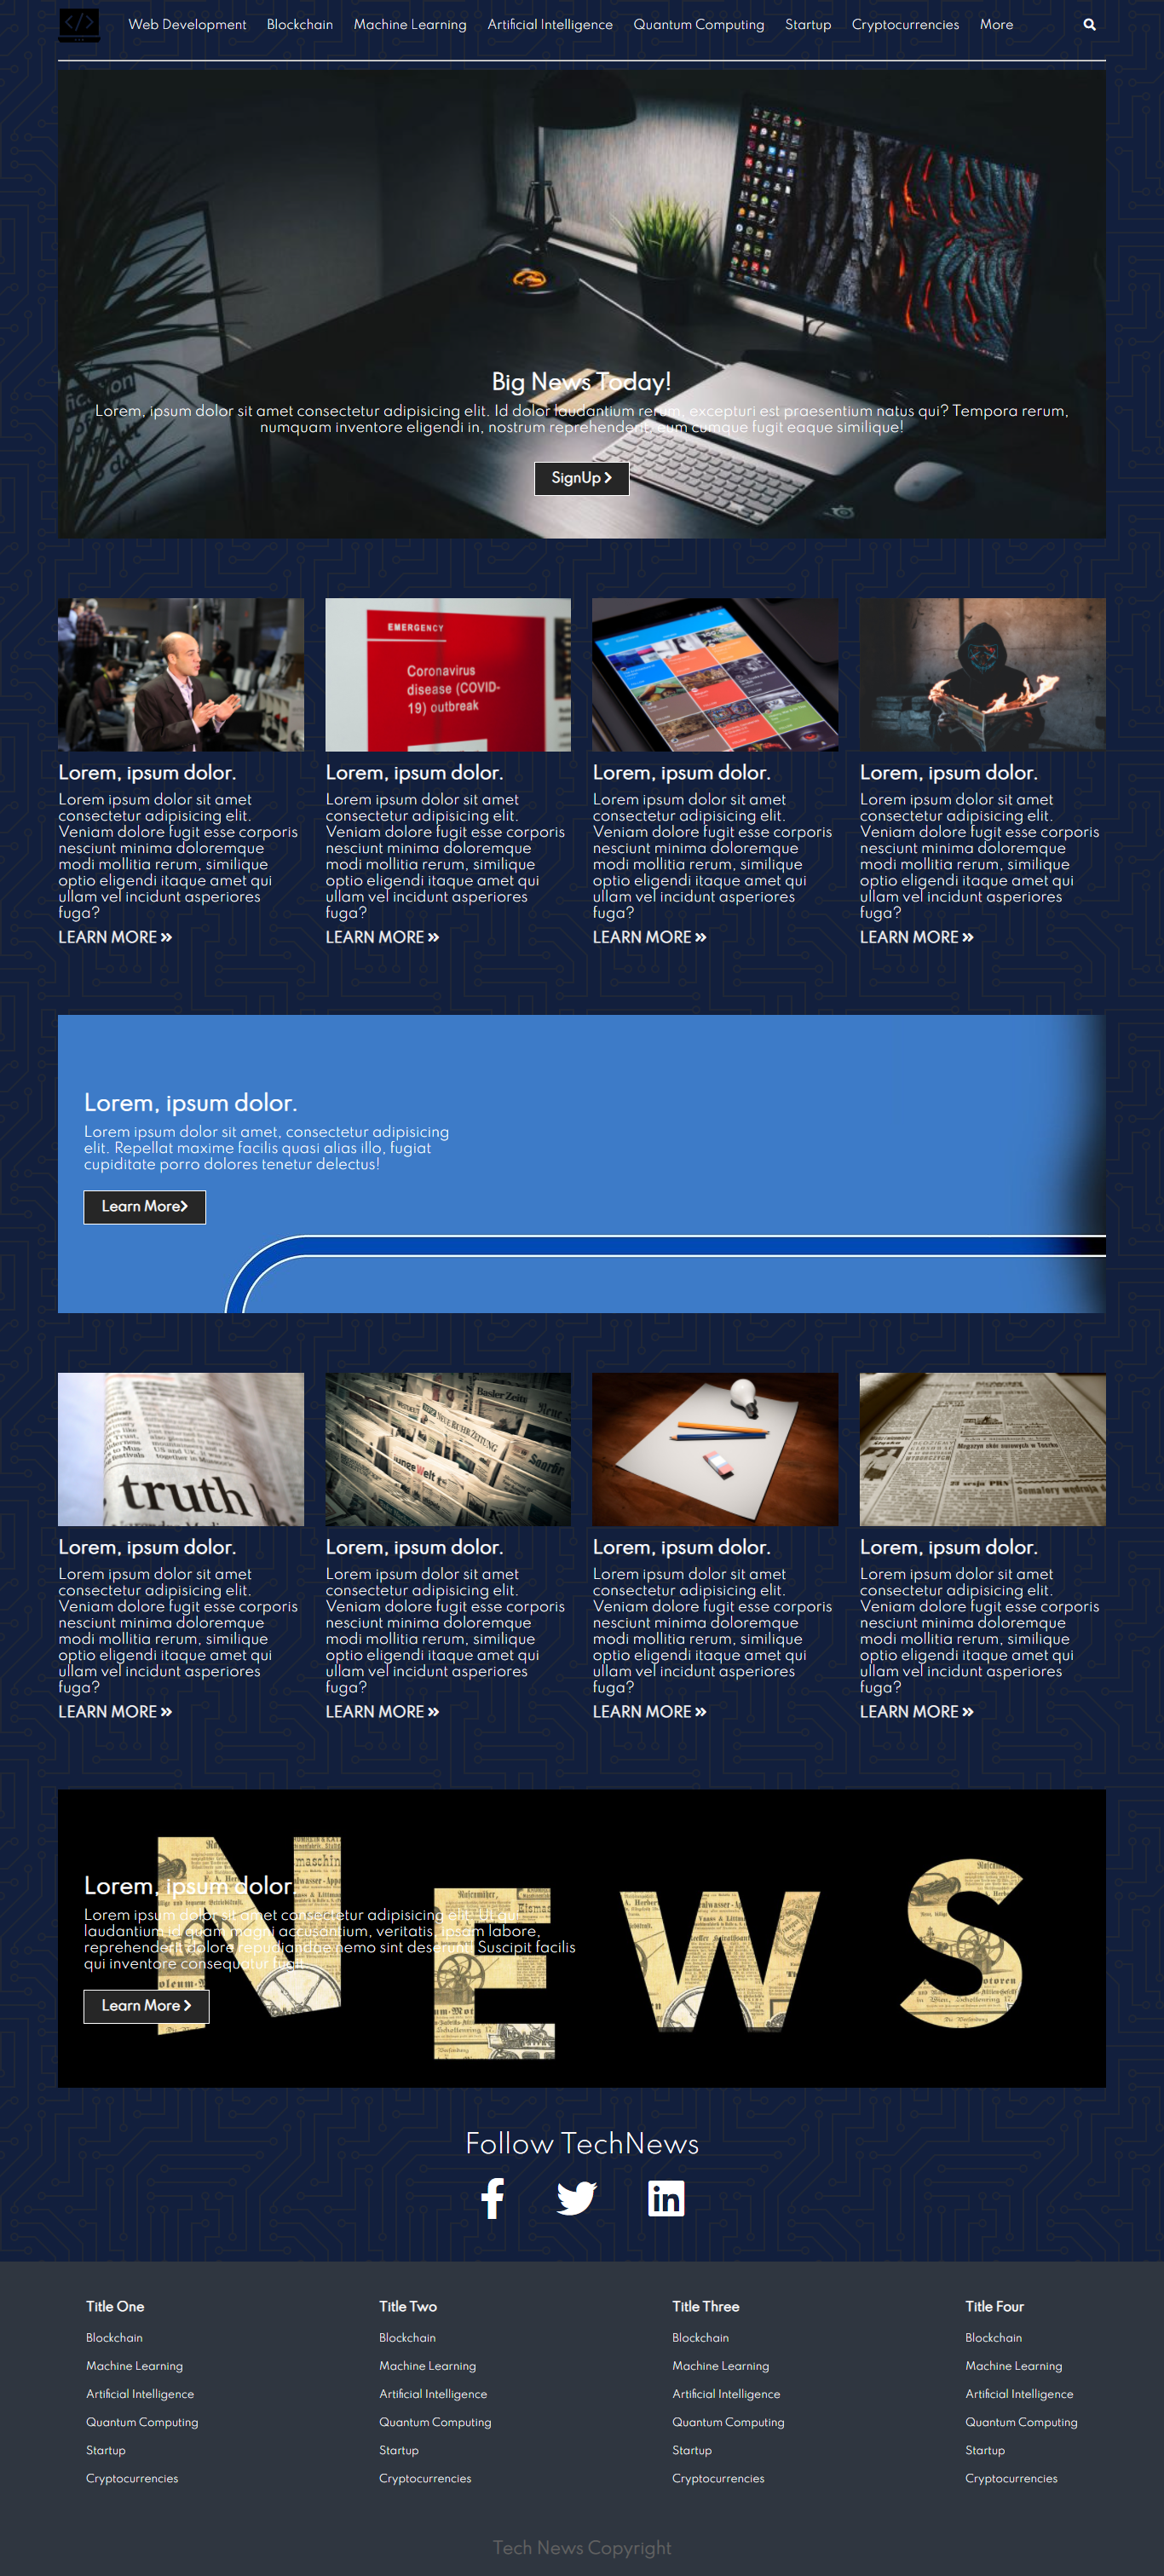 </>
Web Development Blockchain Machine Learning Artificial Intelligence Quantum Computing Startup Cryptocurrencies More
Big News Today!
Lorem, ipsum dolor sit amet consectetur adipisicing elit. Id dolor laudantium rerum, excepturi est praesentium natus qui? Tempora rerum,
numquam inventore eligendi in, nostrum reprehenderit, eum cumque fugit eaque similique!
SignUp
EMERGENCY
Coronavirus
disease (COVID-
19) outbreak
Lorem, ipsum dolor.
Lorem ipsum dolor sit amet
consectetur adipisicing elit.
Veniam dolore fugit esse corporis
nesciunt minima doloremque
modi mollitia rerum, similique
optio eligendi itaque amet qui
ullam vel incidunt asperiores
fuga?
LEARN MORE
Lorem, ipsum dolor.
Lorem ipsum dolor sit amet
consectetur adipisicing elit.
Veniam dolore fugit esse corporis
nesciunt minima doloremque
modi mollitia rerum, similique
optio eligendi itaque amet qui
ullam vel incidunt asperiores
fuga?
LEARN MORE
Lorem, ipsum dolor.
Lorem ipsum dolor sit amet
consectetur adipisicing elit.
Veniam dolore fugit esse corporis
nesciunt minima doloremque
modi mollitia rerum, similique
optio eligendi itaque amet qui
ullam vel incidunt asperiores
fuga?
LEARN MORE
Lorem, ipsum dolor.
Lorem ipsum dolor sit amet
consectetur adipisicing elit.
Veniam dolore fugit esse corporis
nesciunt minima doloremque
modi mollitia rerum, similique
optio eligendi itaque amet qui
ullam vel incidunt asperiores
fuga?
LEARN MORE
Lorem, ipsum dolor.
Lorem ipsum dolor sit amet, consectetur adipisicing
elit. Repellat maxime facilis quasi alias illo, fugiat
cupiditate porro dolores tenetur delectus!
Learn More
truth
Basler Zeitu
NEUE RUHR ZEITUNG
jungeWelt
Saarbr
Lorem, ipsum dolor.
Lorem ipsum dolor sit amet
consectetur adipisicing elit.
Veniam dolore fugit esse corporis
nesciunt minima doloremque
modi mollitia rerum, similique
optio eligendi itaque amet qui
ullam vel incidunt asperiores
fuga?
LEARN MORE
Lorem, ipsum dolor.
Lorem ipsum dolor sit amet
consectetur adipisicing elit.
Veniam dolore fugit esse corporis
nesciunt minima doloremque
modi mollitia rerum, similique
optio eligendi itaque amet qui
ullam vel incidunt asperiores
fuga?
LEARN MORE
Lorem, ipsum dolor.
Lorem ipsum dolor sit amet
consectetur adipisicing elit.
Veniam dolore fugit esse corporis
nesciunt minima doloremque
modi mollitia rerum, similique
optio eligendi itaque amet qui
ullam vel incidunt asperiores
fuga?
LEARN MORE
Lorem, ipsum dolor.
Lorem ipsum dolor sit amet
consectetur adipisicing elit.
Veniam dolore fugit esse corporis
nesciunt minima doloremque
modi mollitia rerum, similique
optio eligendi itaque amet qui
ullam vel incidunt asperiores
fuga?
LEARN MORE
NEWS
Lorem, ipsum dolor.
Lorem ipsum dolor sit amet consectetur adipisicing elit. Ut qui
laudantium id quam magni accusantium, veritatis, ipsam labore,
reprehenderit dolore repudiandae nemo sint deserunt. Suscipit facilis
qui inventore consequatur fugit.
Learn More
Follow TechNews
Title One
Blockchain
Machine Learning
Artificial Intelligence
Quantum Computing
Startup
Cryptocurrencies
Title Two
Blockchain
Machine Learning
Artificial Intelligence
Quantum Computing
Startup
Cryptocurrencies
Title Three
Blockchain
Machine Learning
Artificial Intelligence
Quantum Computing
Startup
Cryptocurrencies
Title Four
Blockchain
Machine Learning
Artificial Intelligence
Quantum Computing
Startup
Cryptocurrencies
Tech News Copyright